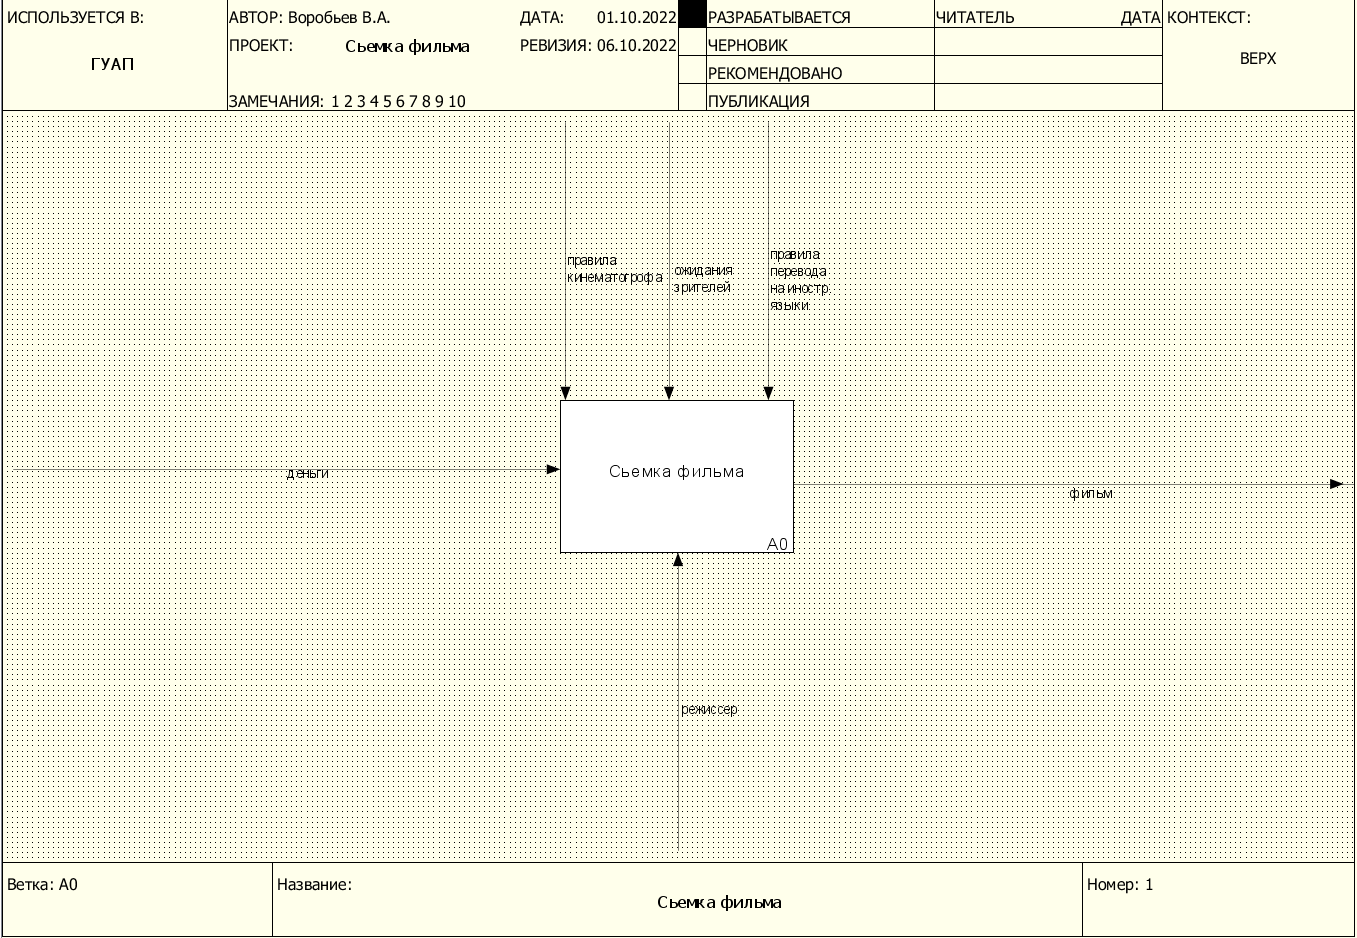 ИСПОЛЬЗУЕТСЯ В:
ГУАП
АВТОР: Воробьев В.А.
ДАТА: 01.10.2022
ПРОЕКТ: Сьемка фильма
РЕВИЗИЯ: 06.10.2022
ЗАМЕЧАНИЯ: 1 2 3 4 5 6 7 8 9 10
РАЗРАБАТЫВАЕТСЯ
ЧЕРНОВИК
РЕКОМЕНДОВАНО
ПУБЛИКАЦИЯ
ЧИТАТЕЛЬ
ДАТА
КОНТЕКСТ:
ВЕРХ
правила
кинематогрофа
ожидания
зрителей
правила
перевода
на иностр.
языки
деньги
Сьемка фильма
A0
фильм
режиссер
Ветка: A0
Название:
Сьемка фильма
Номер: 1